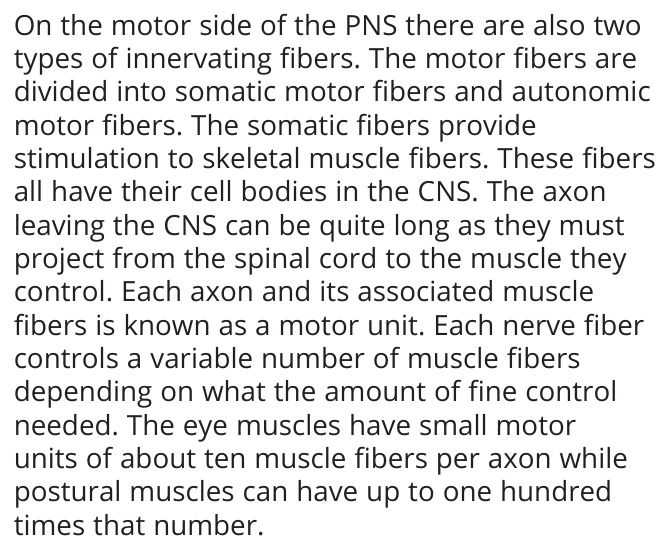 On the motor side of the PNS there are also two
types of innervating fibers. The motor fibers are
divided into somatic motor fibers and autonomic
motor fibers. The somatic fibers provide
stimulation to skeletal muscle fibers. These fibers
all have their cell bodies in the CNS. The axon
leaving the CNS can be quite long as they must
project from the spinal cord to the muscle they
control. Each axon and its associated muscle
fibers is known as a motor unit. Each nerve fiber
controls a variable number of muscle fibers
depending on what the amount of fine control
needed. The eye muscles have small motor
units of about ten muscle fibers per axon while
postural muscles can have up to one hundred
times that number.